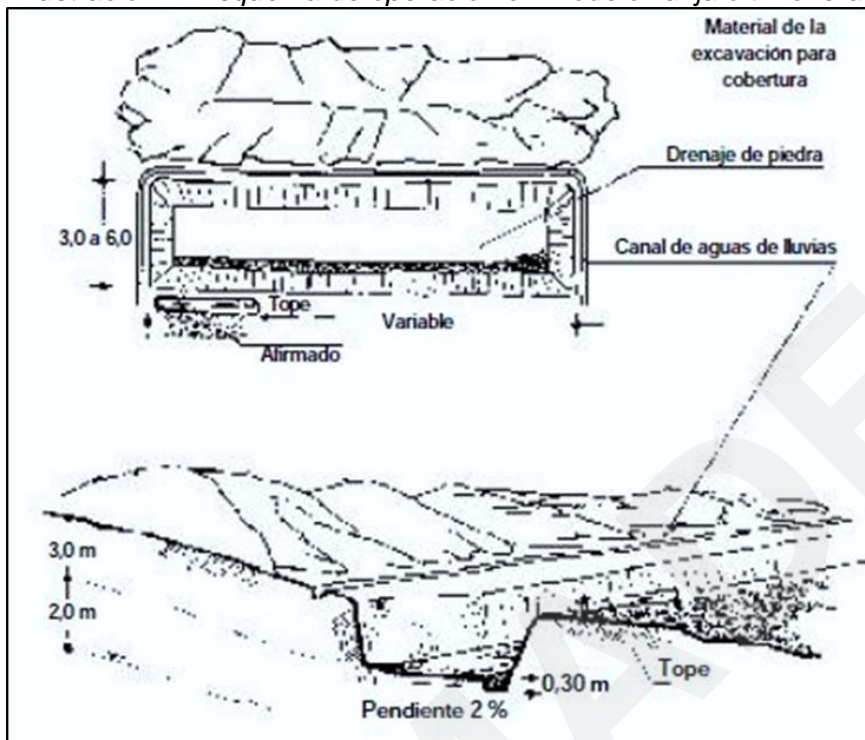 Material de la
excavación para
cobertura
Drenaje de piedra
3,0 a 6,0
Canal de aguas de lluvias
Tope
Variable
Afirmado
3,0 m
2,0 m
Tope
0,30 m
Pendiente 2 %